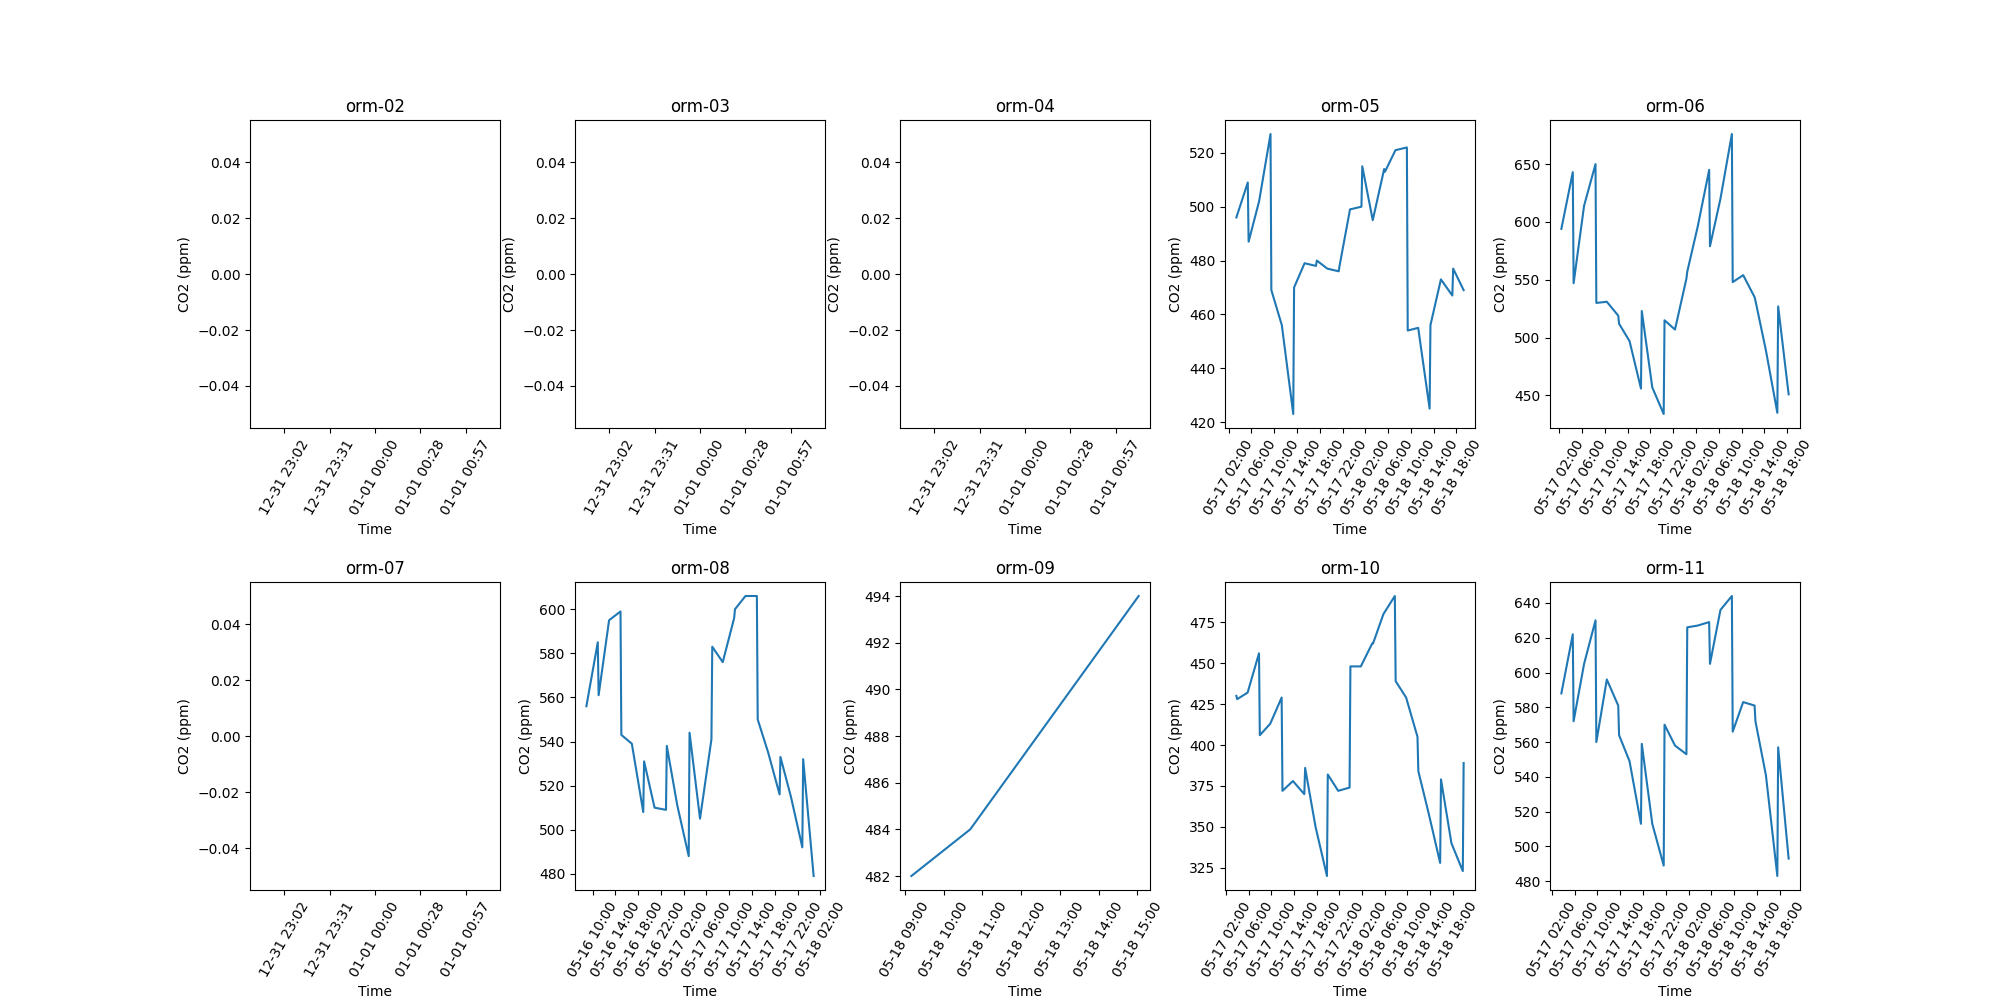 orm-02 orm-03 orm-04 orm-05 orm-06
CO2 (ppm)
0.04
0.02
0.00
−0.02
−0.04
12-31 23:02 12-31 23:31 01-01 00:00 01-01 00:28 01-01 00:57
Time
CO2 (ppm)
0.04
0.02
0.00
−0.02
−0.04
12-31 23:02 12-31 23:31 01-01 00:00 01-01 00:28 01-01 00:57
Time
CO2 (ppm)
0.04
0.02
0.00
−0.02
−0.04
12-31 23:02 12-31 23:31 01-01 00:00 01-01 00:28 01-01 00:57
Time
CO2 (ppm)
520
500
480
460
440
420
05-17 02:00 05-17 06:00 05-17 10:00 05-17 14:00 05-17 18:00 05-17 22:00 05-18 02:00 05-18 06:00 05-18 10:00 05-18 14:00 05-18 18:00
Time
CO2 (ppm)
650
600
550
500
450
05-17 02:00 05-17 06:00 05-17 10:00 05-17 14:00 05-17 18:00 05-17 22:00 05-18 02:00 05-18 06:00 05-18 10:00 05-18 14:00 05-18 18:00
Time
orm-07 orm-08 orm-09 orm-10 orm-11
CO2 (ppm)
0.04
0.02
0.00
−0.02
−0.04
12-31 23:02 12-31 23:31 01-01 00:00 01-01 00:28 01-01 00:57
Time
CO2 (ppm)
600
580
560
540
520
500
480
05-16 10:00 05-16 14:00 05-16 18:00 05-16 22:00 05-17 02:00 05-17 06:00 05-17 10:00 05-17 14:00 05-17 18:00 05-17 22:00 05-18 02:00
Time
CO2 (ppm)
494
492
490
488
486
484
482
05-18 09:00 05-18 10:00 05-18 11:00 05-18 12:00 05-18 13:00 05-18 14:00 05-18 15:00
Time
CO2 (ppm)
475
450
425
400
375
350
325
05-17 02:00 05-17 06:00 05-17 10:00 05-17 14:00 05-17 18:00 05-17 22:00 05-18 02:00 05-18 06:00 05-18 10:00 05-18 14:00 05-18 18:00
Time
CO2 (ppm)
640
620
600
580
560
540
520
500
480
05-17 02:00 05-17 06:00 05-17 10:00 05-17 14:00 05-17 18:00 05-17 22:00 05-18 02:00 05-18 06:00 05-18 10:00 05-18 14:00 05-18 18:00
Time